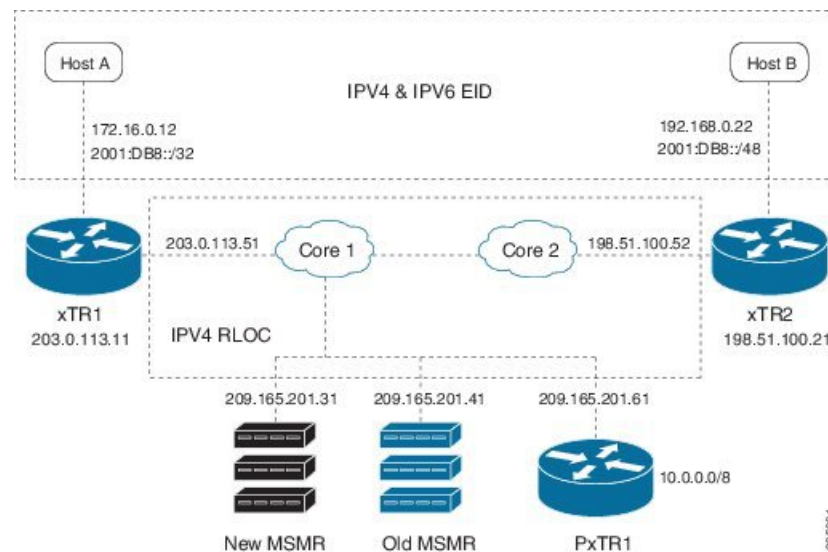 Host A
Host B
IPV4 & IPV6 EID
172.16.0.12
2001:DB8::/32
192.168.0.22
2001:DB8::/48
203.0.113.51
Core 1
Core 2
198.51.100.52
xTR1
203.0.113.11
IPV4 RLOC
xTR2
198.51.100.21
209.165.201.31
209.165.201.41
209.165.201.61
10.0.0.0/8
New MSMR
Old MSMR
PxTR1